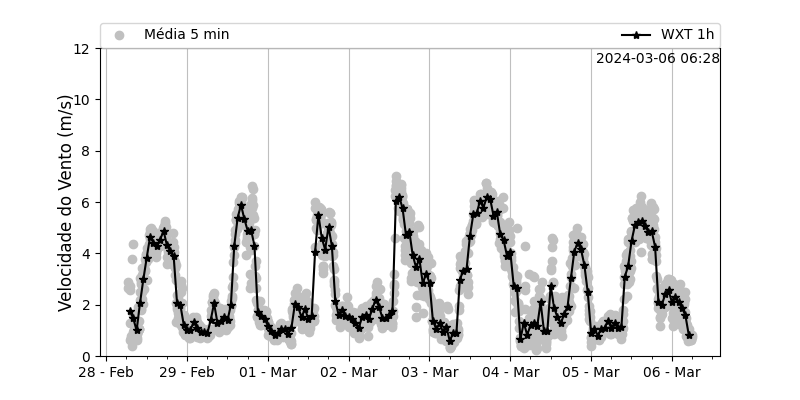 Média 5 min
WXT 1h
2024-03-06 06:28
Velocidade do Vento (m/s)
12
10
8
6
4
2
0
28 - Feb
29 - Feb
01 - Mar
02 - Mar
03 - Mar
04 - Mar
05 - Mar
06 - Mar